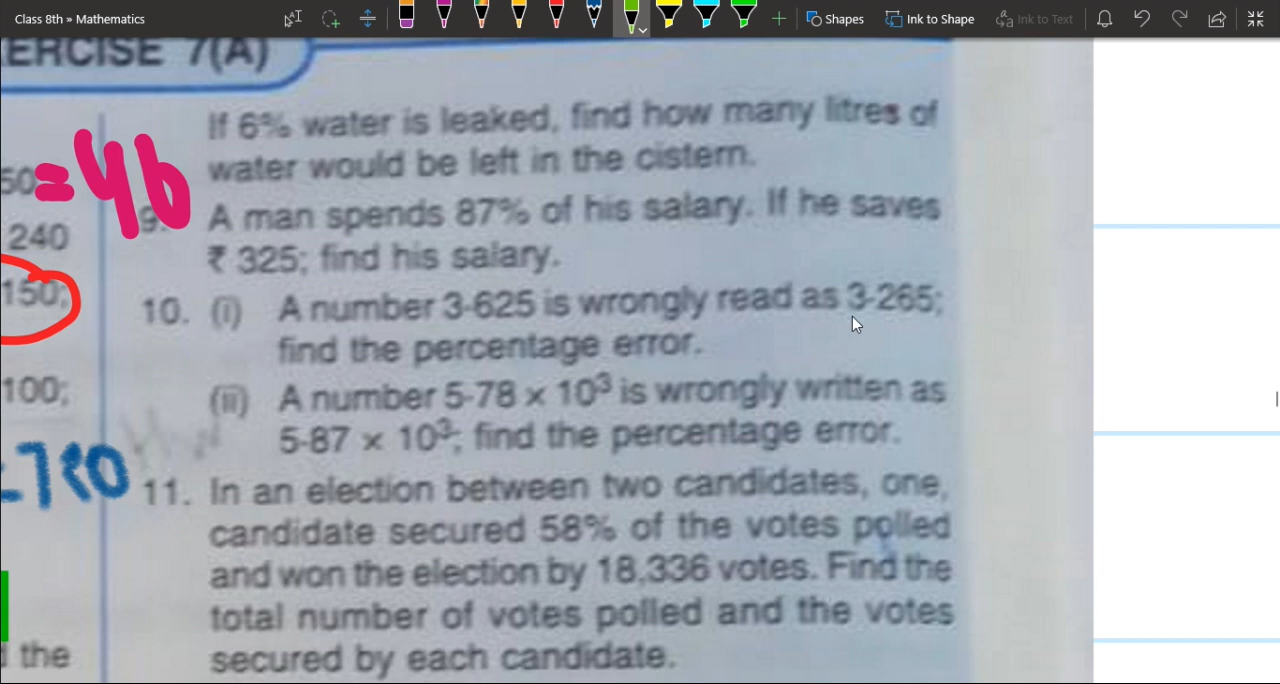 Class 8th » Mathematics
Shapes
Ink to Shape
Ink to Text
ERCISE 7(A)
If 6% water is leaked, find how many litres of
water would be left in the cistern.
50 = 46
240
150;
100;
= 780
the
9. A man spends 87% of his salary. If he saves
₹ 325; find his salary.
10. (i) A number 3·625 is wrongly read as 3·265;
find the percentage error.
(ii) A number 5·78 × 10³ is wrongly written as
5·87 × 10³; find the percentage error.
11. In an election between two candidates, one,
candidate secured 58% of the votes polled
and won the election by 18,336 votes. Find the
total number of votes polled and the votes
secured by each candidate.